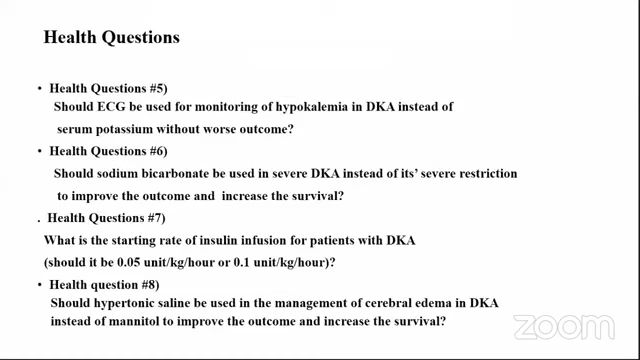 Health Questions
• Health Questions #5)
Should ECG be used for monitoring of hypokalemia in DKA instead of
serum potassium without worse outcome?
• Health Questions #6)
Should sodium bicarbonate be used in severe DKA instead of its’ severe restriction
to improve the outcome and increase the survival?
. Health Questions #7)
What is the starting rate of insulin infusion for patients with DKA
(should it be 0.05 unit/kg/hour or 0.1 unit/kg/hour)?
• Health question #8)
Should hypertonic saline be used in the management of cerebral edema in DKA
instead of mannitol to improve the outcome and increase the survival?
zoom